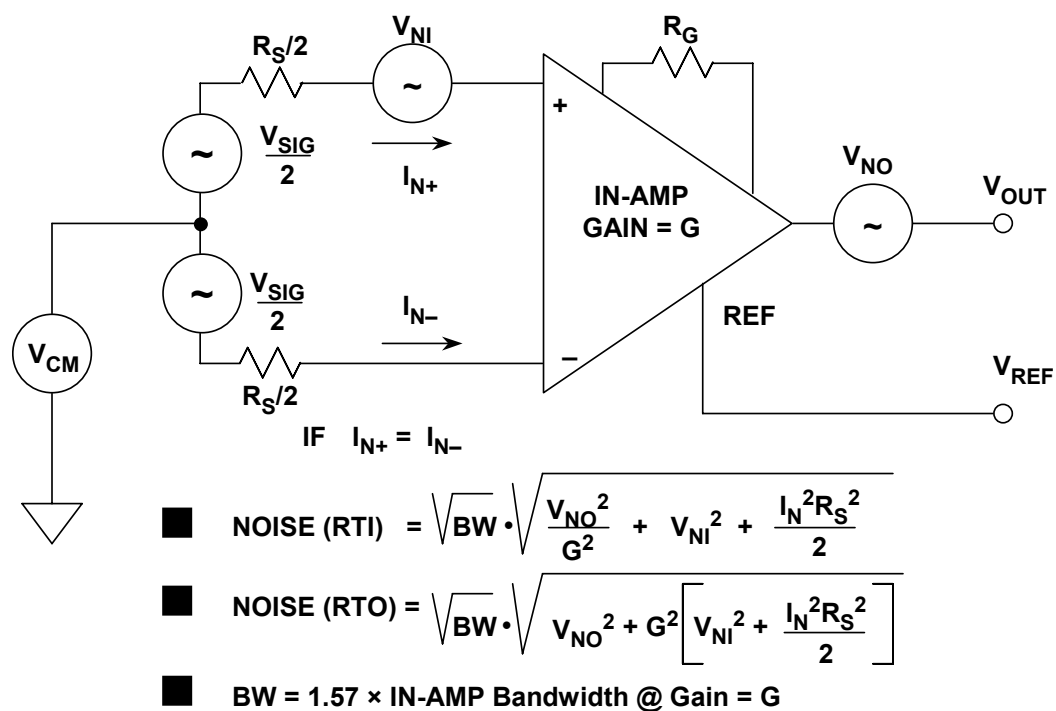 V_NI
R_G
R_S/2
+
~
V_SIG
2
~
I_N+
IN-AMP
GAIN = G
V_NO
~
V_OUT
~
V_SIG
2
I_N–
REF
V_CM
–
V_REF
R_S/2
IF I_N+ = I_N–
■ NOISE (RTI) = √BW • √(V_NO²/G² + V_NI² + I_N²R_S²/2)
■ NOISE (RTO) = √BW • √(V_NO² + G²[V_NI² + I_N²R_S²/2])
■ BW = 1.57 × IN-AMP Bandwidth @ Gain = G